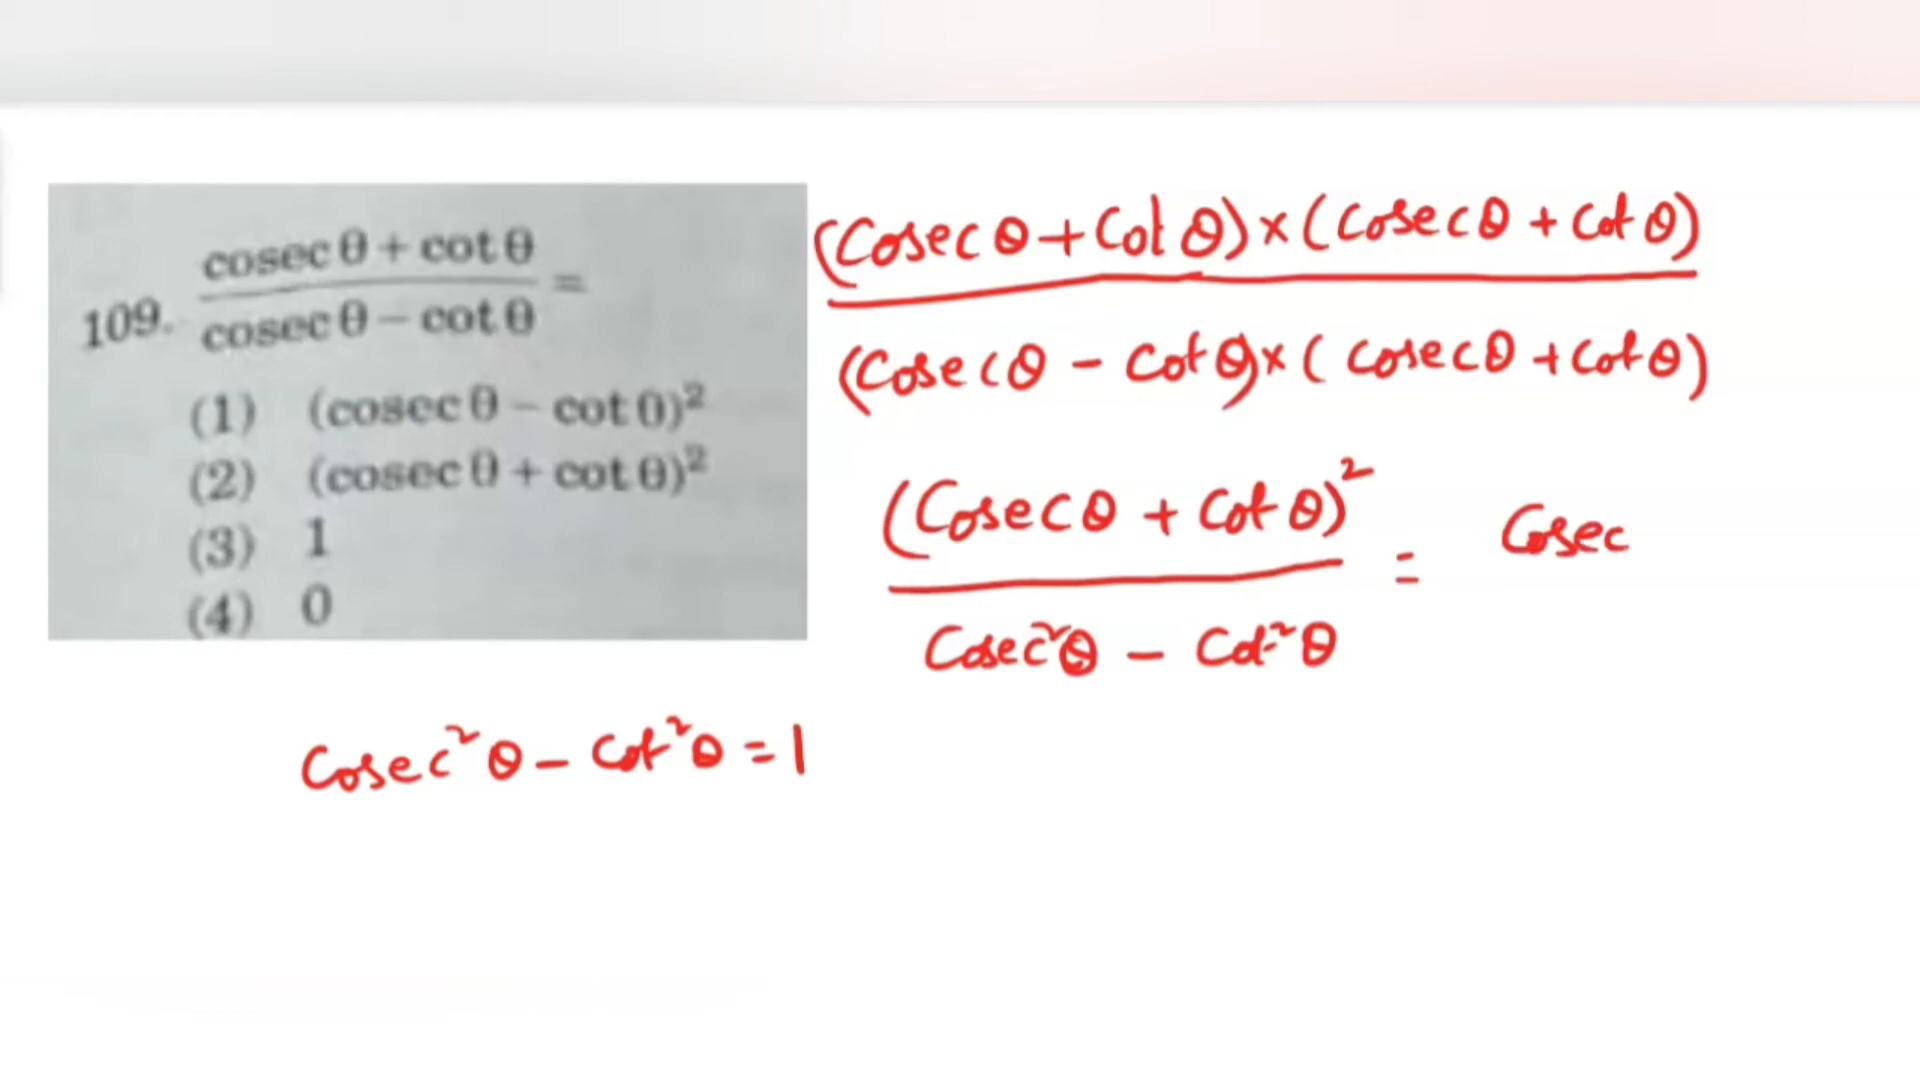 109. cosec θ + cot θ / cosec θ − cot θ =
(1) (cosec θ − cot θ)²
(2) (cosec θ + cot θ)²
(3) 1
(4) 0
(Cosec θ + Cot θ) × (Cosec θ + Cot θ)
(Cosec θ − Cot θ) × (Cosec θ + Cot θ)
(Cosec θ + Cot θ)² = Cosec
Cosec²θ − Cot²θ
Cosec²θ − Cot²θ = 1